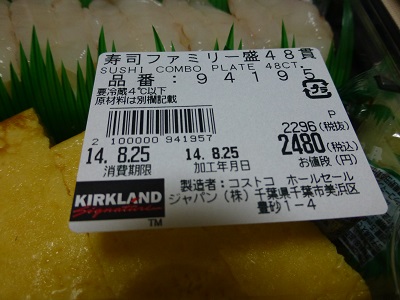 寿司ファミリー盛48貫
SUSHI COMBO PLATE 48CT.
品番: 94195
要冷蔵4℃以下
原材料は別欄記載
プラ
P
2296(税抜)
2 100000 941957
2480(税込)
お値段(円)
14. 8.25 14. 8.25
消費期限 加工年月日
KIRKLAND
Signature
TM
製造者:コストコ ホールセール
ジャパン(株)千葉県千葉市美浜区
豊砂1-4